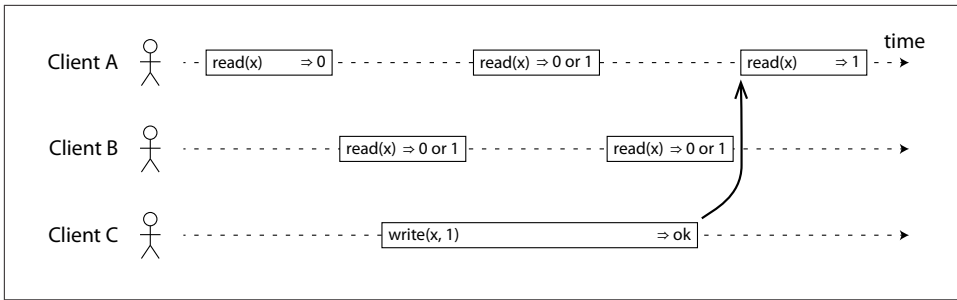 time
Client A read(x) ⇒ 0 read(x) ⇒ 0 or 1 read(x) ⇒ 1
Client B read(x) ⇒ 0 or 1 read(x) ⇒ 0 or 1
Client C write(x, 1) ⇒ ok